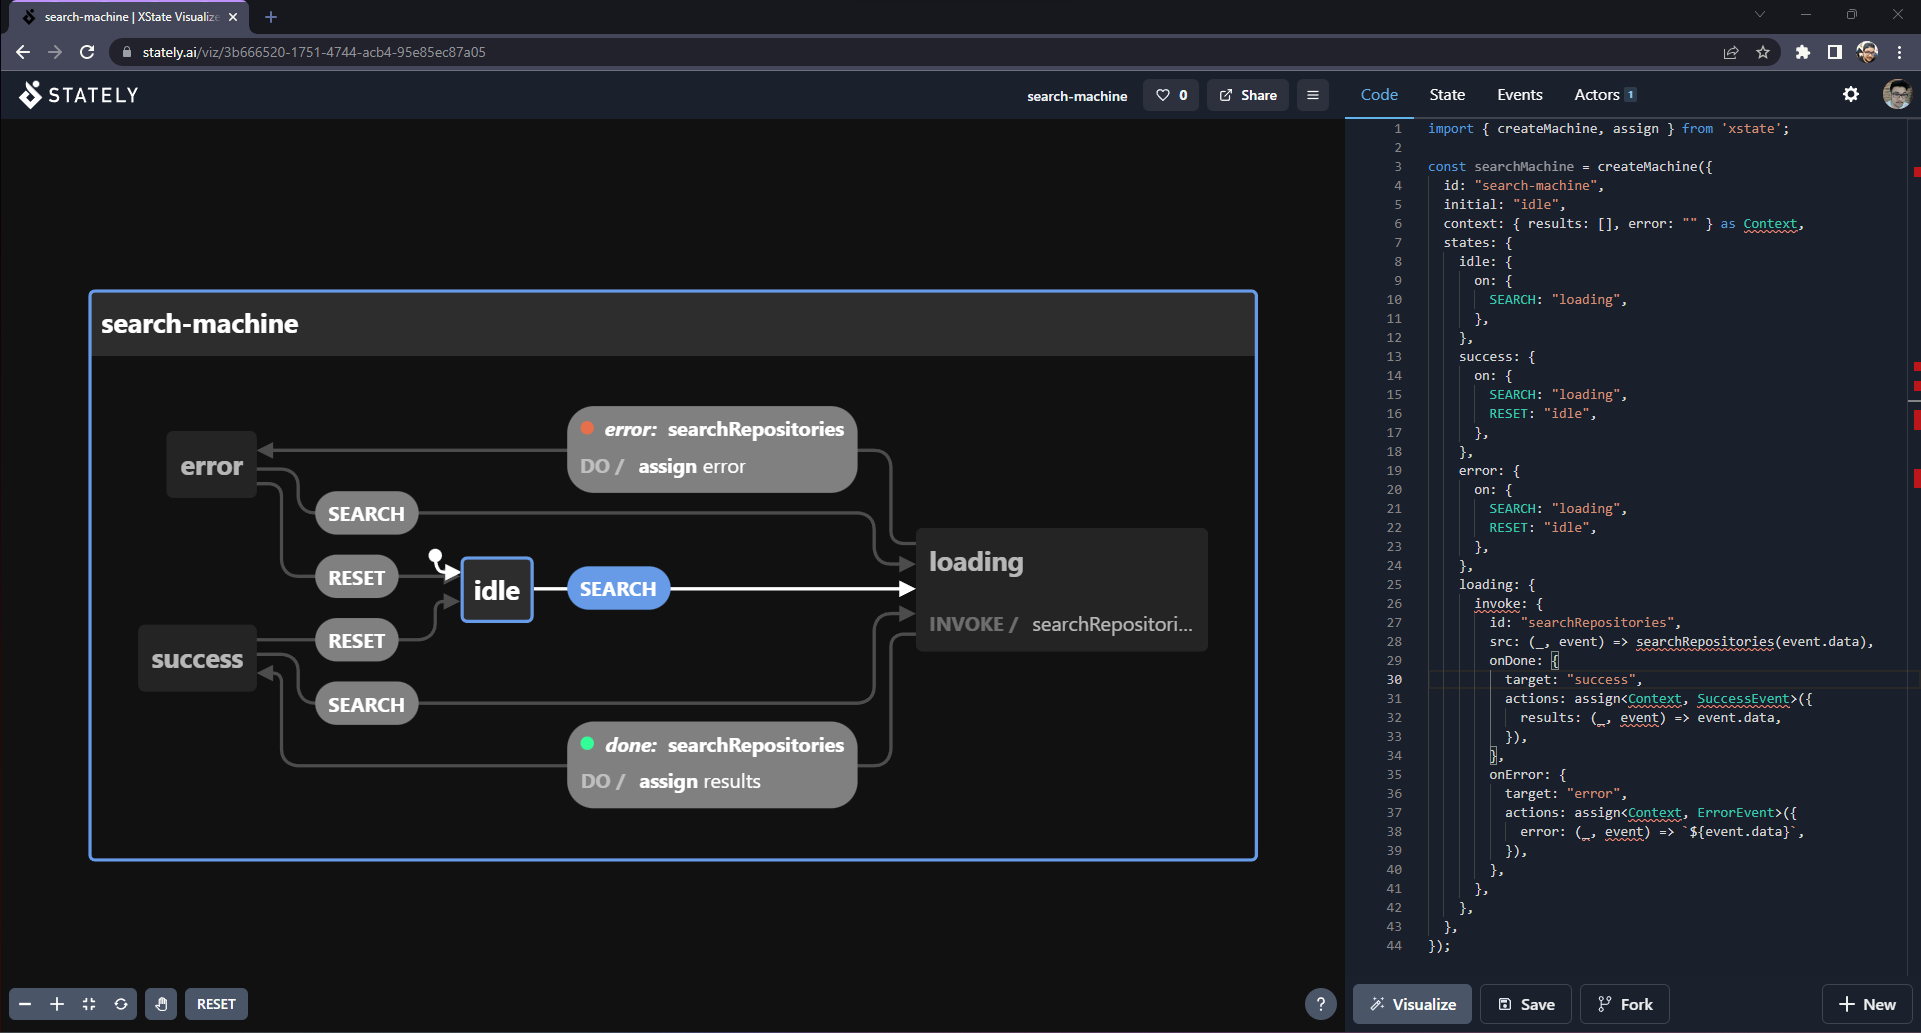 search-machine | XState Visualize
stately.ai/viz/3b666520-1751-4744-acb4-95e85ec87a05
STATELY
search-machine
0
Share
Code
State
Events
Actors 1
search-machine
error
error: searchRepositories
DO / assign error
SEARCH
RESET
idle
SEARCH
loading
INVOKE / searchRepositori...
RESET
success
SEARCH
done: searchRepositories
DO / assign results
RESET
?
1 import { createMachine, assign } from 'xstate';
2
3 const searchMachine = createMachine({
4 id: "search-machine",
5 initial: "idle",
6 context: { results: [], error: "" } as Context,
7 states: {
8 idle: {
9 on: {
10 SEARCH: "loading",
11 },
12 },
13 success: {
14 on: {
15 SEARCH: "loading",
16 RESET: "idle",
17 },
18 },
19 error: {
20 on: {
21 SEARCH: "loading",
22 RESET: "idle",
23 },
24 },
25 loading: {
26 invoke: {
27 id: "searchRepositories",
28 src: (_, event) => searchRepositories(event.data),
29 onDone: {
30 target: "success",
31 actions: assign<Context, SuccessEvent>({
32 results: (_, event) => event.data,
33 }),
34 },
35 onError: {
36 target: "error",
37 actions: assign<Context, ErrorEvent>({
38 error: (_, event) => `${event.data}`,
39 }),
40 },
41 },
42 },
43 },
44 });
Visualize
Save
Fork
New